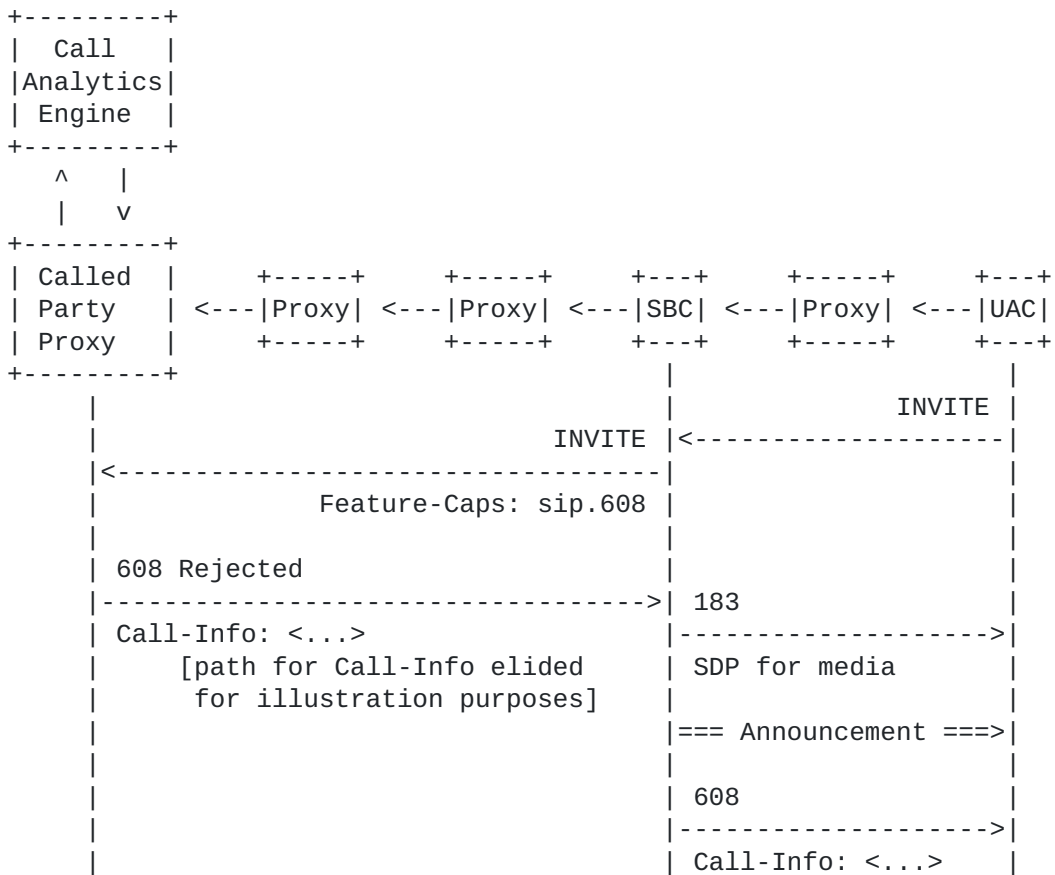 Call
Analytics
Engine
Called
Party
Proxy
Proxy
Proxy
SBC
Proxy
UAC
INVITE
INVITE
Feature-Caps: sip.608
608 Rejected
183
Call-Info: <...>
[path for Call-Info elided
SDP for media
for illustration purposes]
=== Announcement ===>
608
Call-Info: <...>